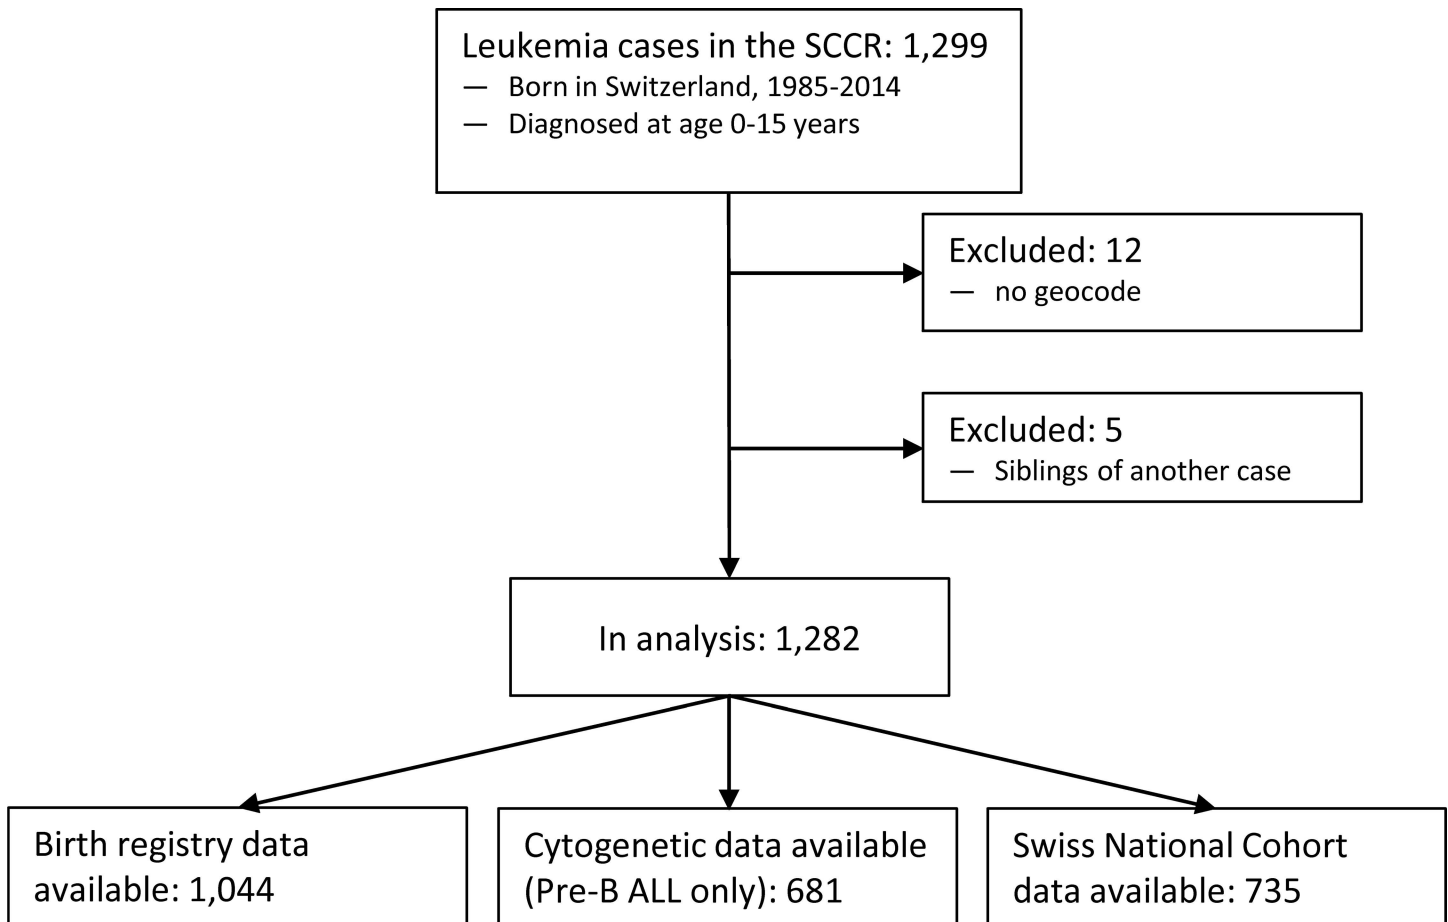 Leukemia cases in the SCCR: 1,299
— Born in Switzerland, 1985-2014
— Diagnosed at age 0-15 years
Excluded: 12
— no geocode
Excluded: 5
— Siblings of another case
In analysis: 1,282
Birth registry data
available: 1,044
Cytogenetic data available
(Pre-B ALL only): 681
Swiss National Cohort
data available: 735